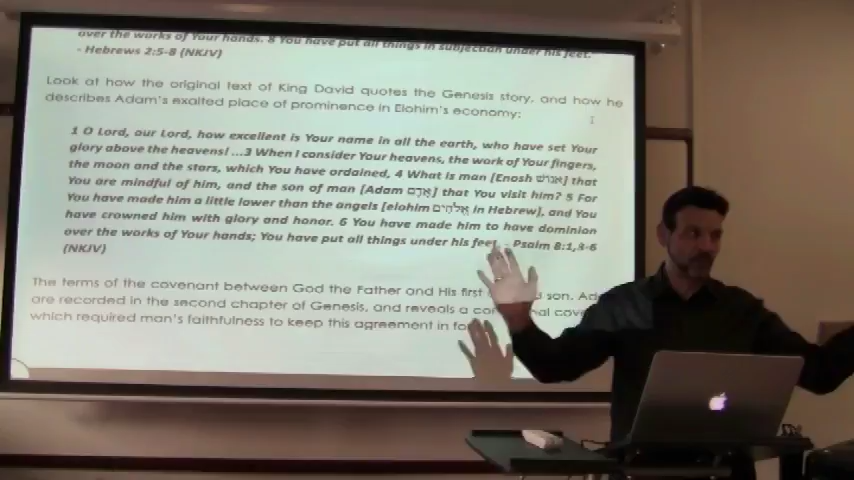 over the works of Your hands. 8 You have put all things in subjection under his feet."
- Hebrews 2:5-8 (NKJV)
Look at how the original text of King David quotes the Genesis story, and how he
describes Adam's exalted place of prominence in Elohim's economy:
1 O Lord, our Lord, how excellent is Your name in all the earth, who have set Your
glory above the heavens! ...3 When I consider Your heavens, the work of Your fingers,
the moon and the stars, which You have ordained, 4 What is man [Enosh אֱנוֹשׁ] that
You are mindful of him, and the son of man [Adam אָדָם] that You visit him? 5 For
You have made him a little lower than the angels [elohim אֱלֹהִים in Hebrew], and You
have crowned him with glory and honor. 6 You have made him to have dominion
over the works of Your hands; You have put all things under his feet. - Psalm 8:1,3-6
(NKJV)
The terms of the covenant between God the Father and His first d son. Ad
are recorded in the second chapter of Genesis, and reveals a con nal cove
which required man's faithfulness to keep this agreement in fo